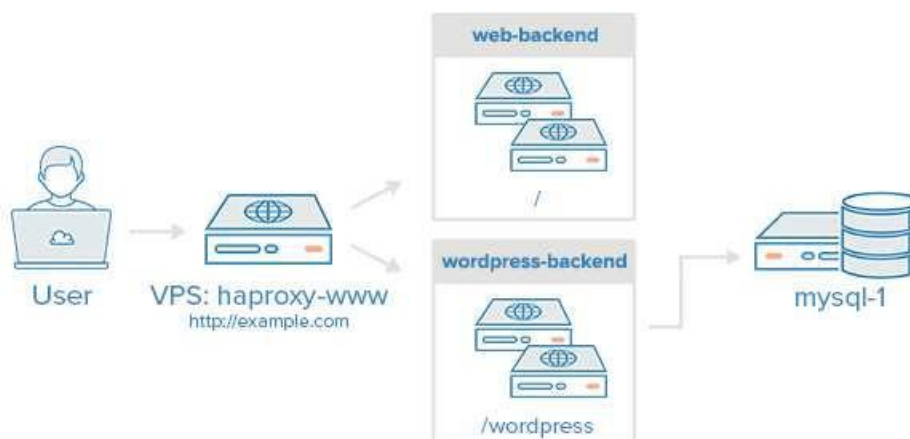 web-backend
/
User
VPS: haproxy-www
http://example.com
wordpress-backend
/wordpress
mysql-1